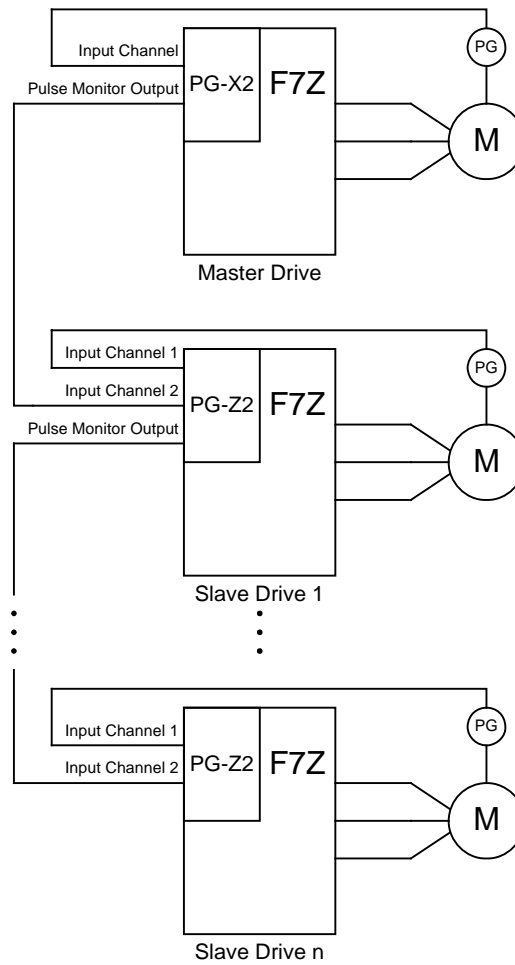 PG
Input Channel
PG-X2
F7Z
Pulse Monitor Output
M
Master Drive
Input Channel 1
PG
Input Channel 2
PG-Z2
F7Z
Pulse Monitor Output
M
Slave Drive 1
Input Channel 1
PG
PG-Z2
F7Z
Input Channel 2
M
Slave Drive n